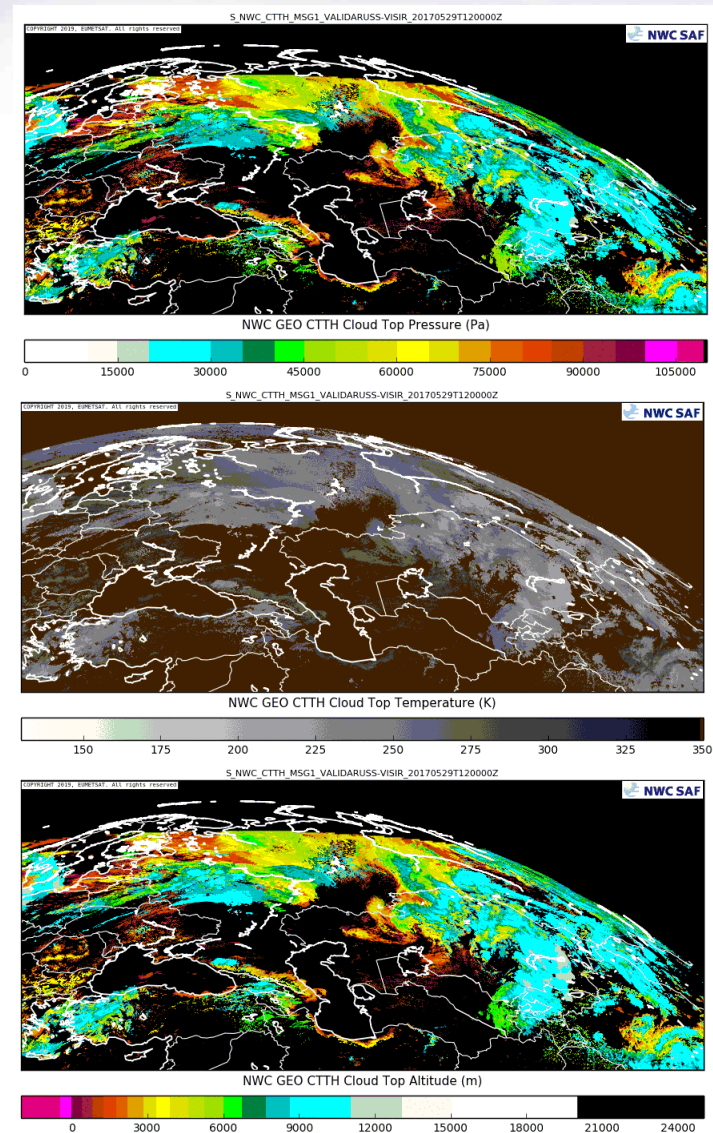 S_NWC_CTTH_MSG1_VALIDARUSS-VISIR_20170529T120000Z
COPYRIGHT 2019, EUMETSAT. All rights reserved
NWC SAF
NWC GEO CTTH Cloud Top Pressure (Pa)
0 15000 30000 45000 60000 75000 90000 105000
S_NWC_CTTH_MSG1_VALIDARUSS-VISIR_20170529T120000Z
COPYRIGHT 2019, EUMETSAT. All rights reserved
NWC SAF
NWC GEO CTTH Cloud Top Temperature (K)
150 175 200 225 250 275 300 325 350
S_NWC_CTTH_MSG1_VALIDARUSS-VISIR_20170529T120000Z
COPYRIGHT 2019, EUMETSAT. All rights reserved
NWC SAF
NWC GEO CTTH Cloud Top Altitude (m)
0 3000 6000 9000 12000 15000 18000 21000 24000